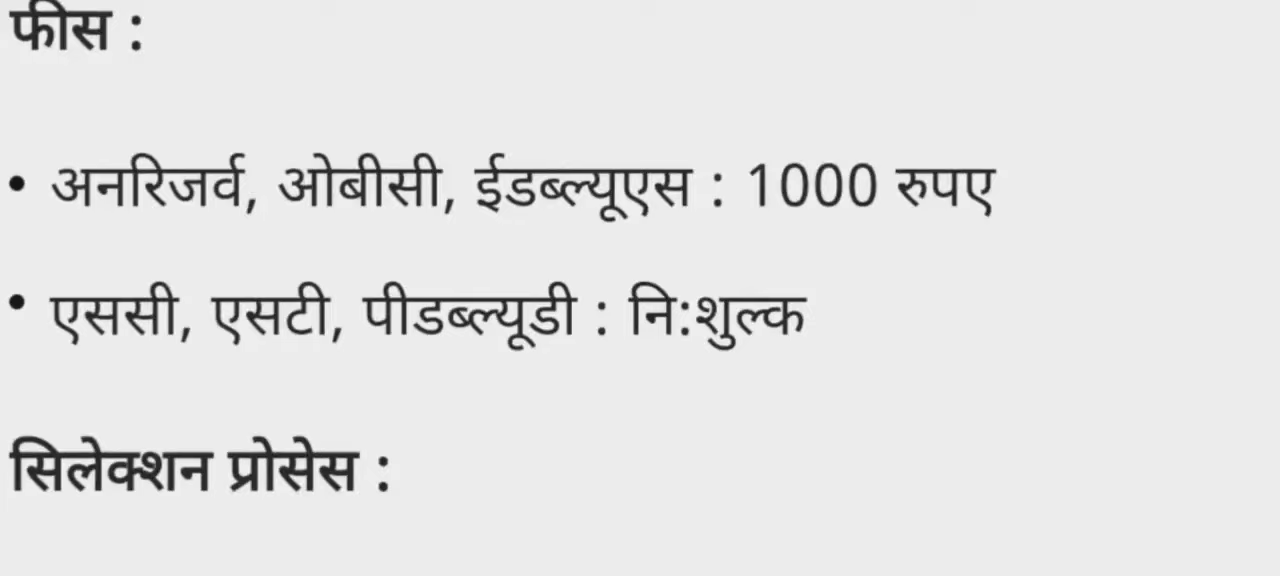 फीस :
• अनरिजर्व, ओबीसी, ईडब्ल्यूएस : 1000 रुपए
• एससी, एसटी, पीडब्ल्यूडी : नि:शुल्क
सिलेक्शन प्रोसेस :